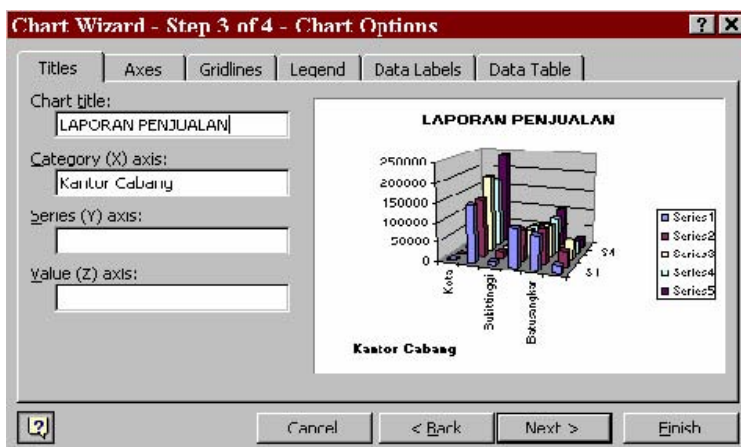 Chart Wizard - Step 3 of 4 - Chart Options
Titles Axes Gridlines Legend Data Labels Data Table
Chart title:
LAPORAN PENJUALAN
Category (X) axis:
Kantor Cabang
Series (Y) axis:
Value (Z) axis:
LAPORAN PENJUALAN
250000
200000
150000
100000
50000
0
Kota
Bukittinggi
Batusangkar
S1
S4
Kantor Cabang
Series1
Series2
Series3
Series4
Series5
Cancel < Back Next > Finish